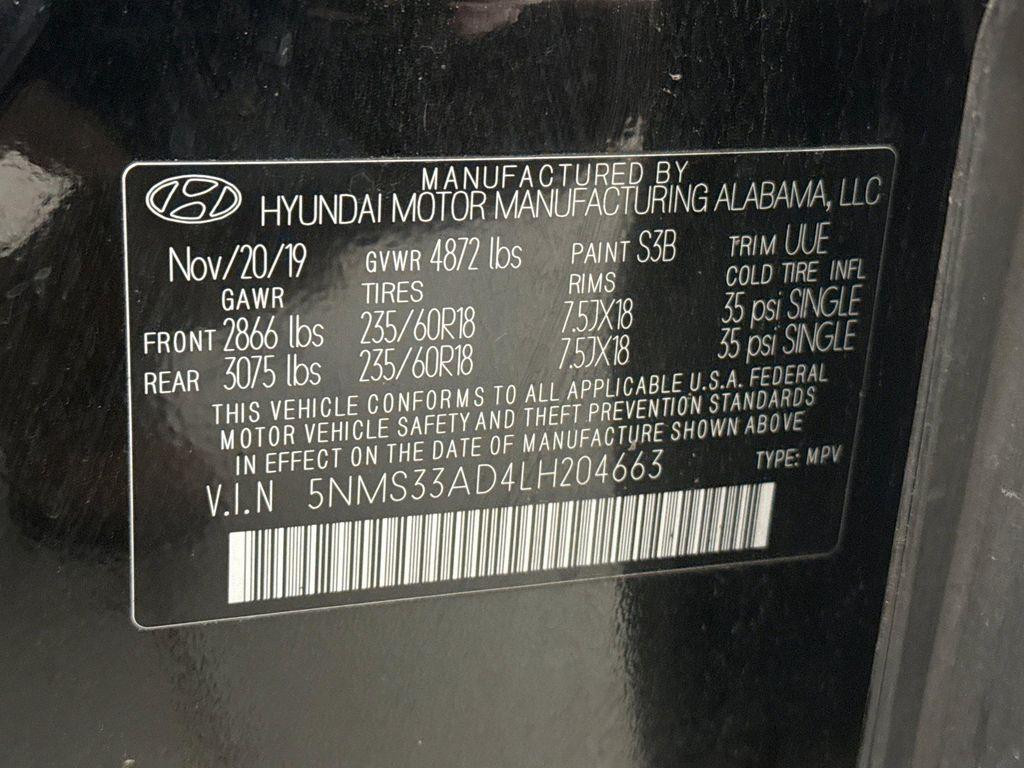 MANUFACTURED BY
HYUNDAI MOTOR MANUFACTURING ALABAMA, LLC
Nov/20/19 GVWR 4872 lbs PAINT S3B TRIM UUE
GAWR TIRES RIMS COLD TIRE INFL
FRONT 2866 lbs 235/60R18 7.5JX18 35 psi SINGLE
REAR 3075 lbs 235/60R18 7.5JX18 35 psi SINGLE
THIS VEHICLE CONFORMS TO ALL APPLICABLE U.S.A. FEDERAL
MOTOR VEHICLE SAFETY AND THEFT PREVENTION STANDARDS
IN EFFECT ON THE DATE OF MANUFACTURE SHOWN ABOVE
V.I.N 5NMS33AD4LH204663 TYPE: MPV